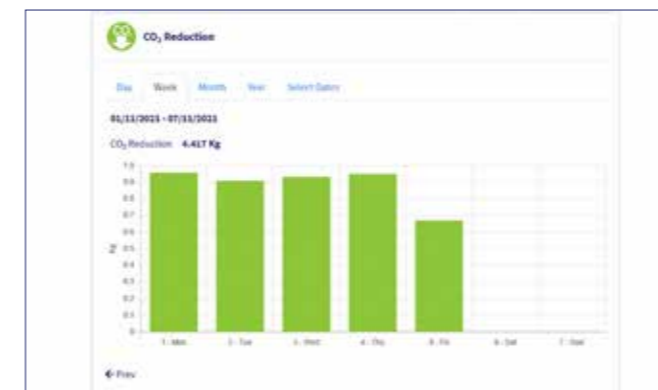 CO₂ Reduction
Day Week Month Year Select Dates
01/11/2021 - 07/11/2021
CO₂ Reduction 4.417 Kg
1.0
0.9
0.8
0.7
0.6
0.5
0.4
0.3
0.2
0.1
0
Kg
1 - Mon 2 - Tue 3 - Wed 4 - Thu 5 - Fri 6 - Sat 7 - Sun
← Prev